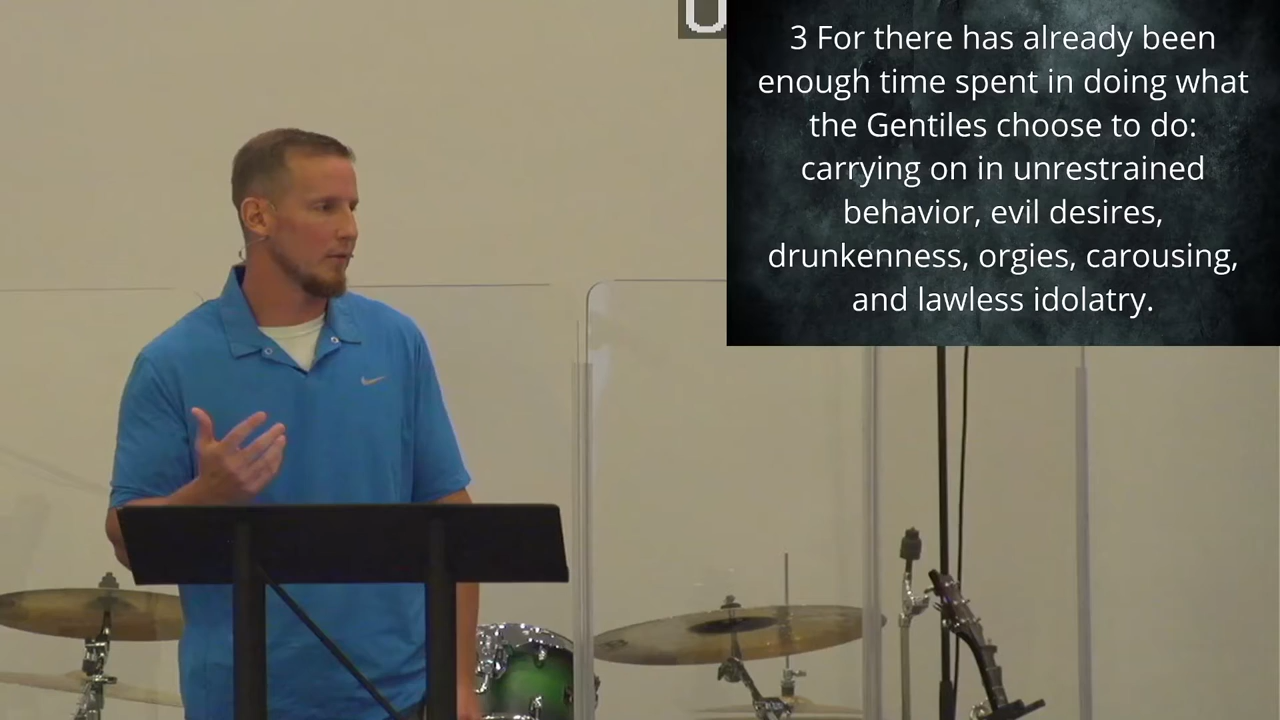 3 For there has already been
enough time spent in doing what
the Gentiles choose to do:
carrying on in unrestrained
behavior, evil desires,
drunkenness, orgies, carousing,
and lawless idolatry.